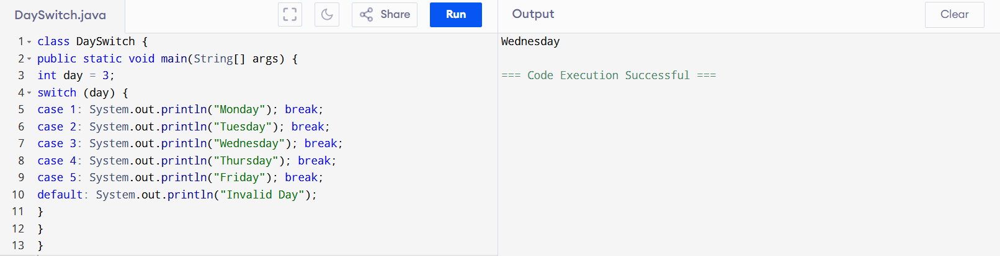 DaySwitch.java
Share
Run
Output
Clear
1 class DaySwitch {
2 public static void main(String[] args) {
3 int day = 3;
4 switch (day) {
5 case 1: System.out.println("Monday"); break;
6 case 2: System.out.println("Tuesday"); break;
7 case 3: System.out.println("Wednesday"); break;
8 case 4: System.out.println("Thursday"); break;
9 case 5: System.out.println("Friday"); break;
10 default: System.out.println("Invalid Day");
11 }
12 }
13 }
Wednesday
=== Code Execution Successful ===